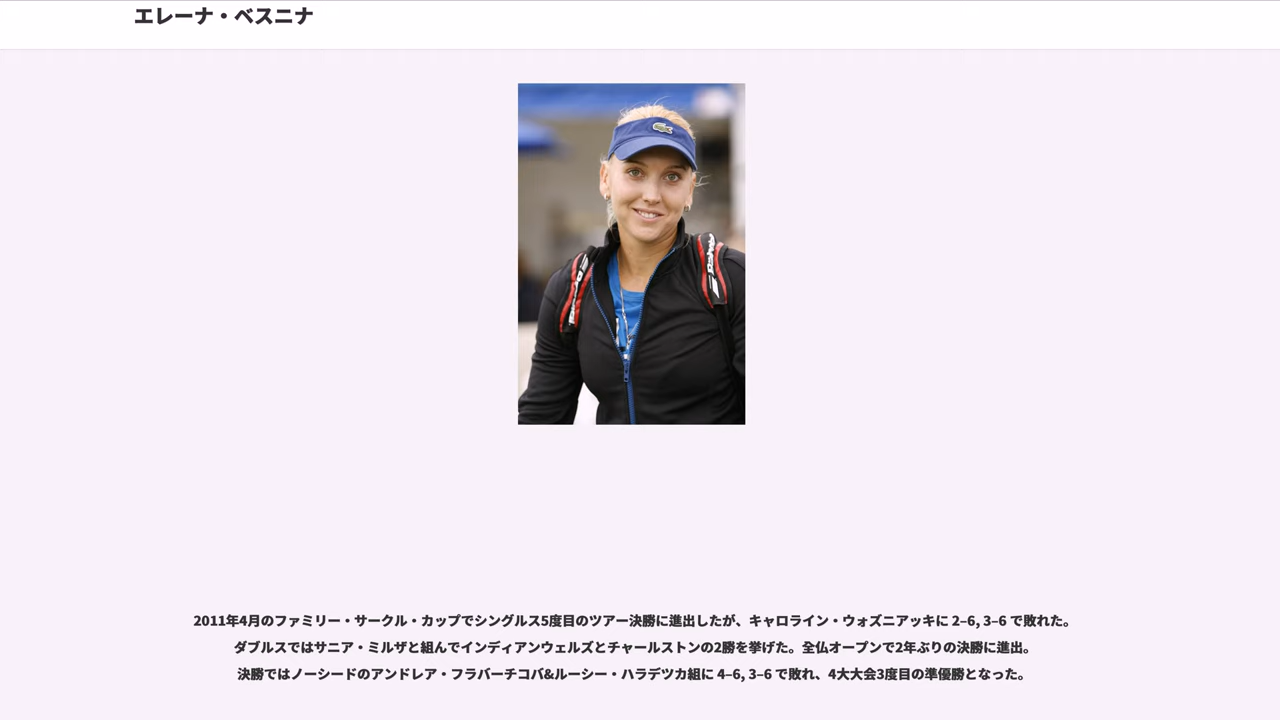 エレーナ・ベスニナ
2011年4月のファミリー・サークル・カップでシングルス5度目のツアー決勝に進出したが、キャロライン・ウォズニアッキに 2–6, 3–6 で敗れた。
ダブルスではサニア・ミルザと組んでインディアンウェルズとチャールストンの2勝を挙げた。全仏オープンで2年ぶりの決勝に進出。
決勝ではノーシードのアンドレア・フラバーチコバ&ルーシー・ハラデツカ組に 4–6, 3–6 で敗れ、4大大会3度目の準優勝となった。